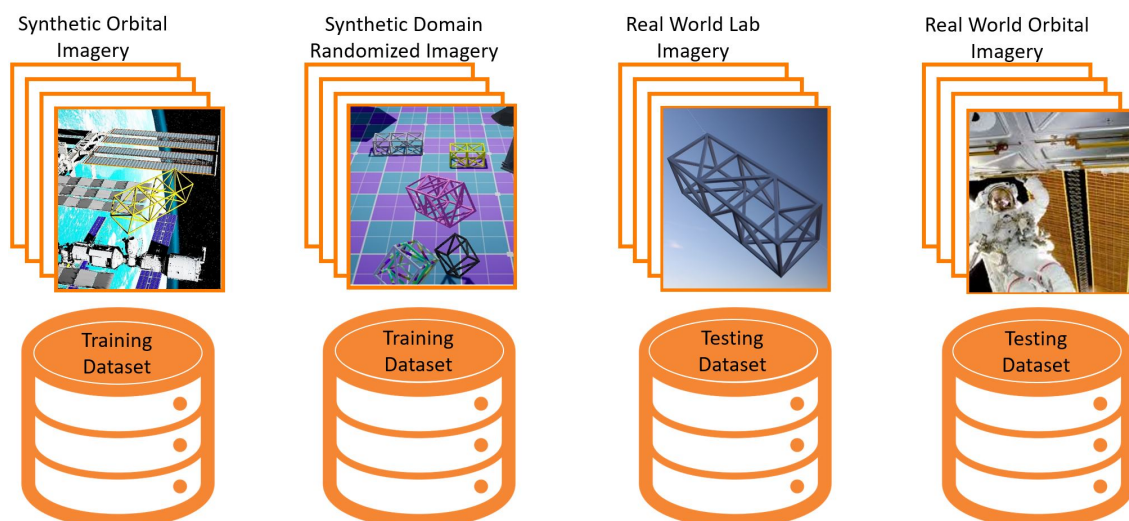 Synthetic Orbital
Imagery
Synthetic Domain
Randomized Imagery
Real World Lab
Imagery
Real World Orbital
Imagery
Training
Dataset
Training
Dataset
Testing
Dataset
Testing
Dataset